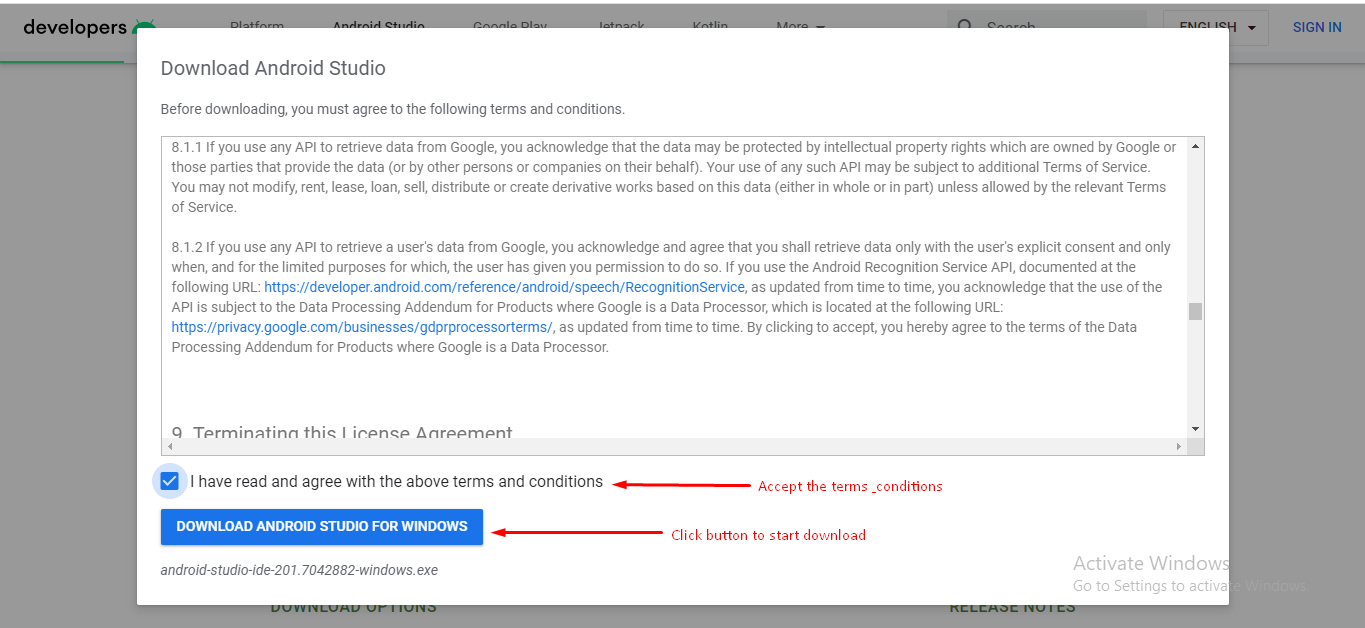 developers
Platform Android Studio Google Play Jetpack Kotlin More Search ENGLISH SIGN IN
Download Android Studio
Before downloading, you must agree to the following terms and conditions.
8.1.1 If you use any API to retrieve data from Google, you acknowledge that the data may be protected by intellectual property rights which are owned by Google or
those parties that provide the data (or by other persons or companies on their behalf). Your use of any such API may be subject to additional Terms of Service.
You may not modify, rent, lease, loan, sell, distribute or create derivative works based on this data (either in whole or in part) unless allowed by the relevant Terms
of Service.
8.1.2 If you use any API to retrieve a user's data from Google, you acknowledge and agree that you shall retrieve data only with the user's explicit consent and only
when, and for the limited purposes for which, the user has given you permission to do so. If you use the Android Recognition Service API, documented at the
following URL: https://developer.android.com/reference/android/speech/RecognitionService, as updated from time to time, you acknowledge that the use of the
API is subject to the Data Processing Addendum for Products where Google is a Data Processor, which is located at the following URL:
https://privacy.google.com/businesses/gdprprocessorterms/, as updated from time to time. By clicking to accept, you hereby agree to the terms of the Data
Processing Addendum for Products where Google is a Data Processor.
9. Terminating this License Agreement
I have read and agree with the above terms and conditions
Accept the terms_conditions
DOWNLOAD ANDROID STUDIO FOR WINDOWS
Click button to start download
android-studio-ide-201.7042882-windows.exe
Activate Windows
Go to Settings to activate Windows.
DOWNLOAD OPTIONS RELEASE NOTES